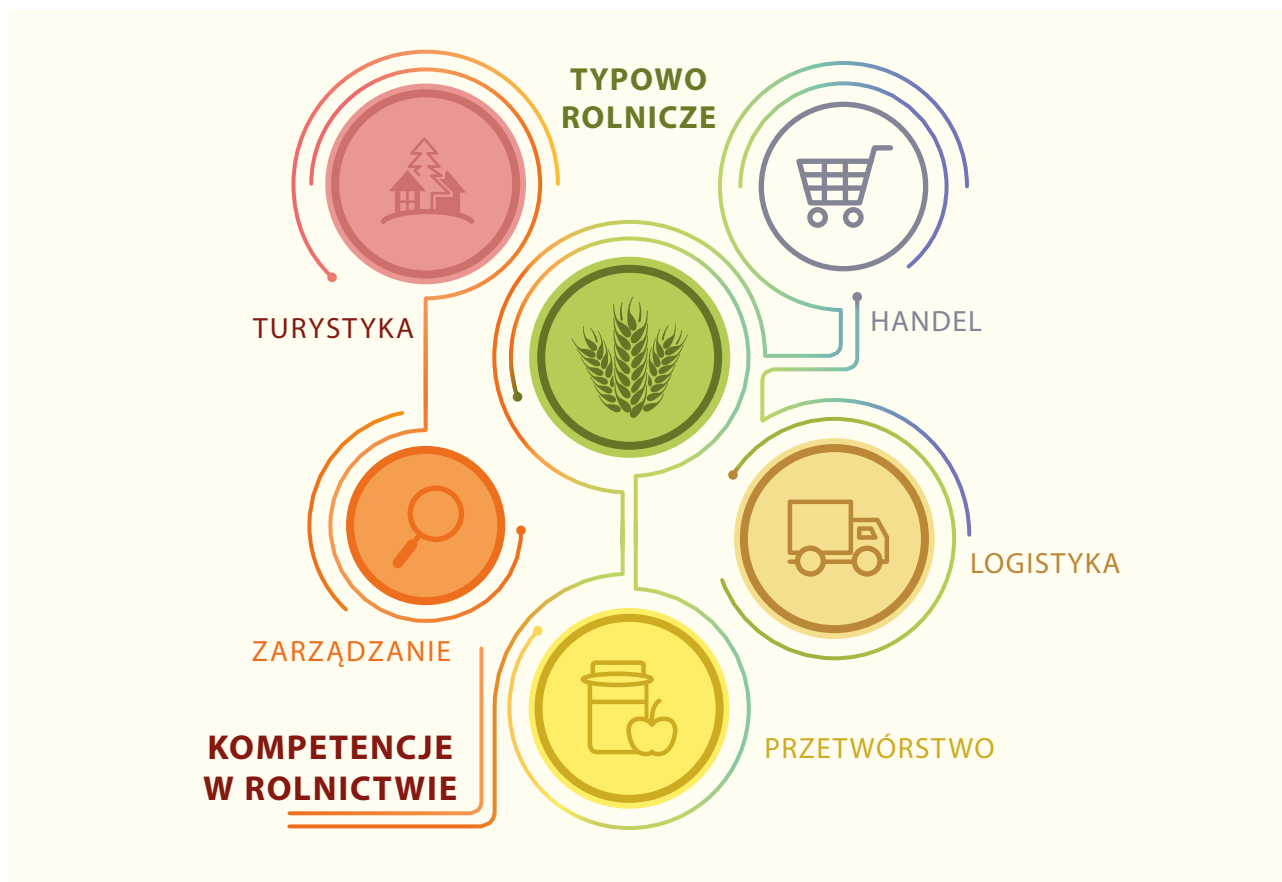 TYPOWO
ROLNICZE
TURYSTYKA
HANDEL
LOGISTYKA
ZARZĄDZANIE
KOMPETENCJE
W ROLNICTWIE
PRZETWÓRSTWO